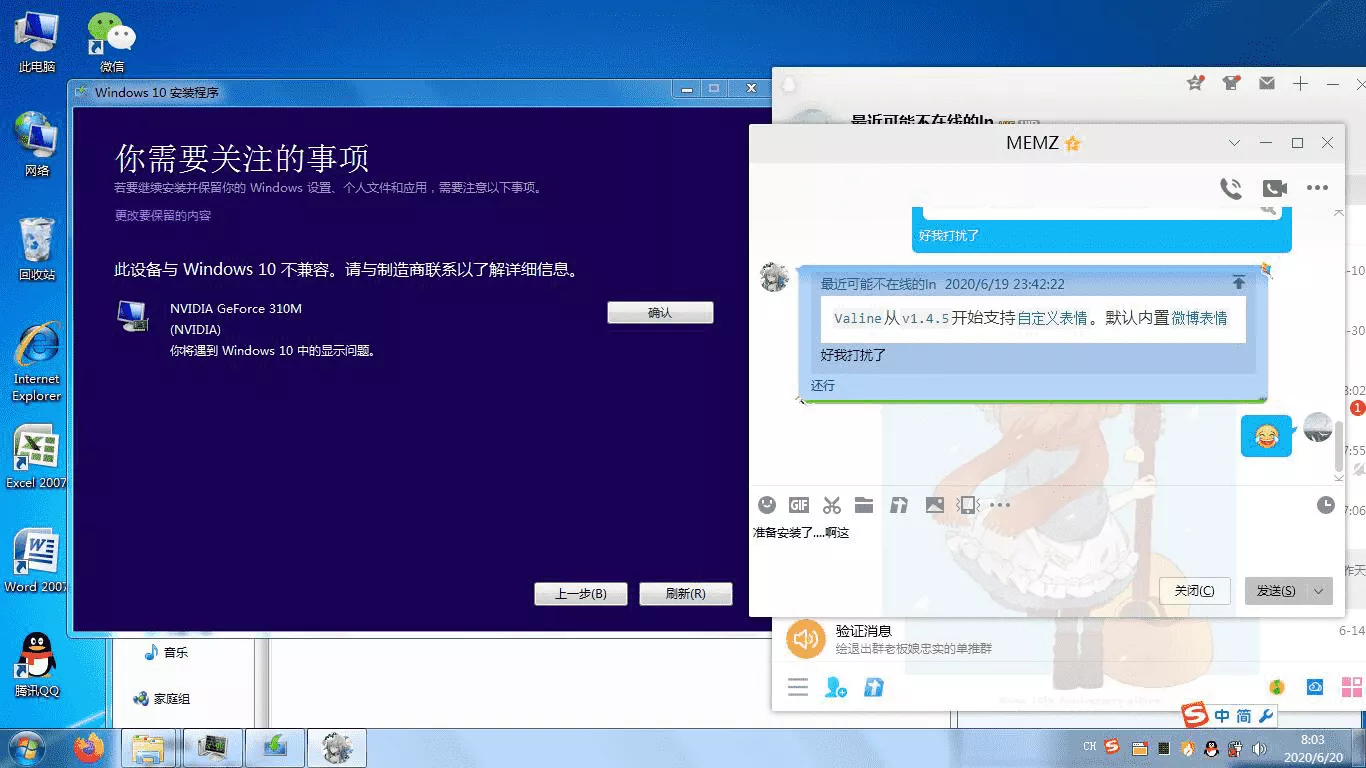 此电脑
微信
网络
回收站
Internet
Explorer
Excel 2007
Word 2007
腾讯QQ
Windows 10 安装程序
你需要关注的事项
若要继续安装并保留你的 Windows 设置、个人文件和应用，需要注意以下事项。
更改要保留的内容
此设备与 Windows 10 不兼容。请与制造商联系以了解详细信息。
NVIDIA GeForce 310M
(NVIDIA)
你将遇到 Windows 10 中的显示问题。
确认
上一步(B)
刷新(R)
音乐
家庭组
最近可能不在线的ln
MEMZ
好我打扰了
最近可能不在线的ln 2020/6/19 23:42:22
Valine从v1.4.5开始支持自定义表情。默认内置微博表情
好我打扰了
还行
GIF
准备安装了....啊这
关闭(C)
发送(S)
-10
-30
3:02
1
7:55
7:06
昨天
6-14
验证消息
绘退出群老板娘忠实的单推群
S 中 简
CH
8:03
2020/6/20